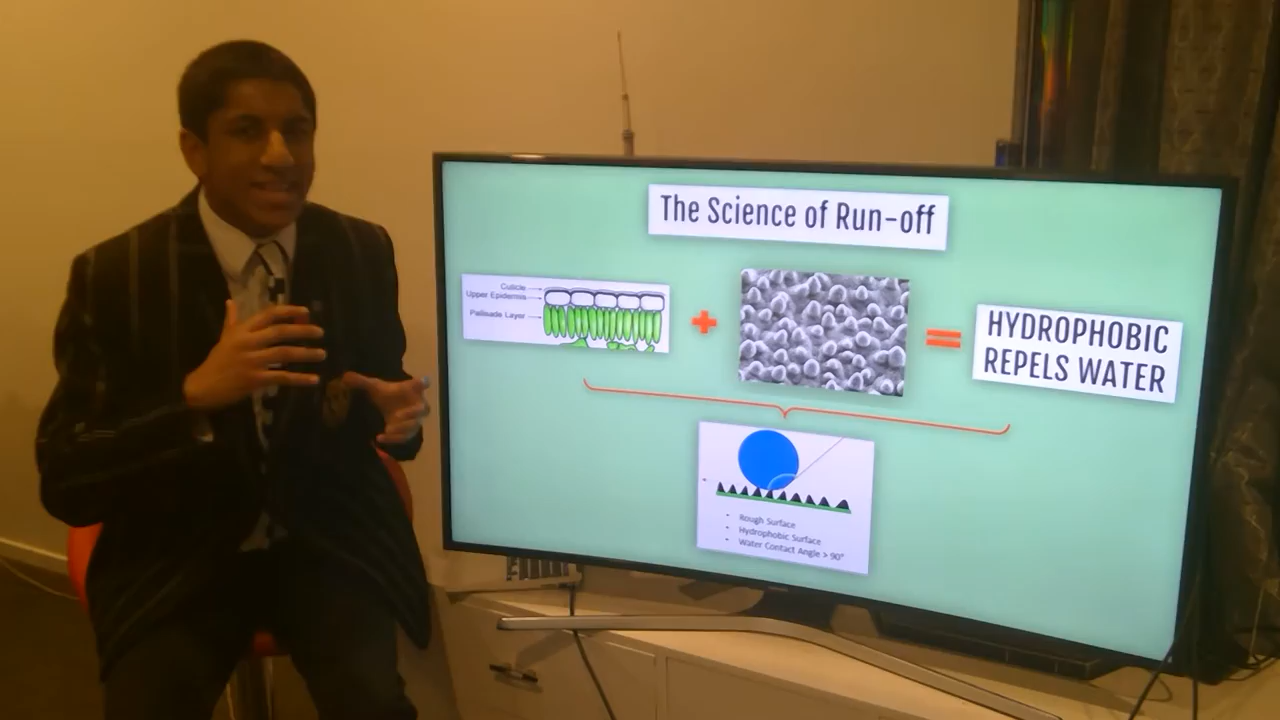 The Science of Run-off
Cuticle
Upper Epidermis
Palisade Layer
+
=
HYDROPHOBIC
REPELS WATER
• Rough Surface
• Hydrophobic Surface
• Water Contact Angle > 90°